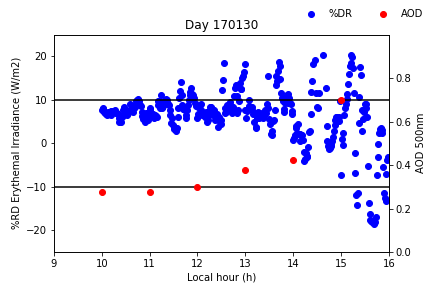 %DR AOD
Day 170130
%RD Erythemal Irradiance (W/m2)
20
10
0
−10
−20
0.8
0.6
0.4
0.2
0.0
AOD 500nm
9 10 11 12 13 14 15 16
Local hour (h)